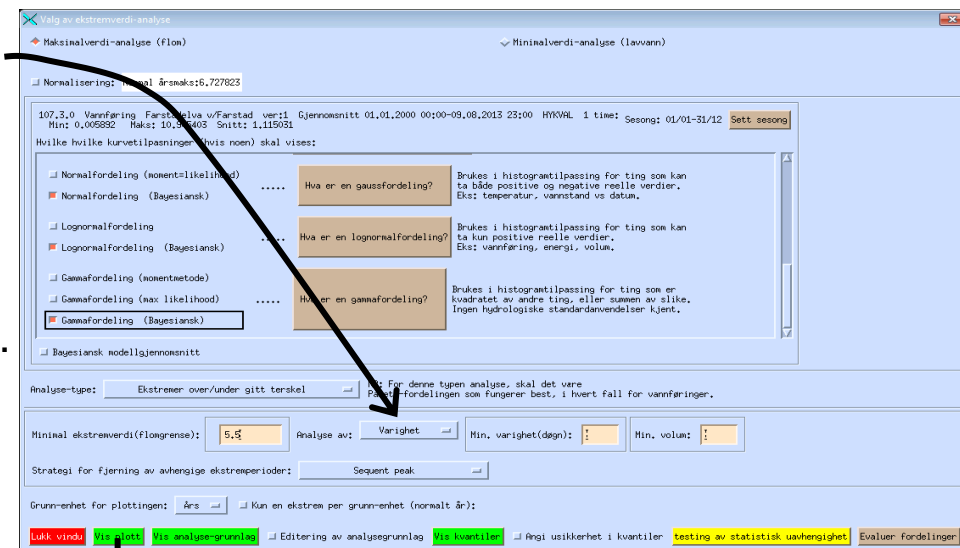 Valg av ekstremverdi-analyse
Maksimalverdi-analyse (flom)
Minimalverdi-analyse (lavvann)
Normalisering: årsmaks:6.727823
107.3.0 Vannføring v/Farstad ver:1 Gjennomsnitt 01.01.2000 00:00-09.08.2013 23:00 HYKVAL 1 time: Sesong: 01/01-31/12 Sett sesong
Min: 0.005892 Maks: Snitt: 1.115031
Hvilke hvilke kurvetilpasninger (hvis noen) skal vises:
Normalfordeling (moment=likelihood)
Normalfordeling (Bayesiansk)
.....
Hva er en gaussfordeling?
Brukes i histogramtilpassing for ting som kan
ta både positive og negative reelle verdier.
Eks: temperatur, vannstand vs datum.
Lognormalfordeling
Lognormalfordeling (Bayesiansk)
.....
Hva er en lognormalfordeling?
Brukes i histogramtilpassing for ting som kan
ta kun positive reelle verdier.
Eks: vannføring, energi, volum.
Gammafordeling (momentmetode)
Gammafordeling (max likelihood)
Gammafordeling (Bayesiansk)
.....
Hva er en gammafordeling?
Brukes i histogramtilpassing for ting som er
kvadratet av andre ting, eller summen av slike.
Ingen hydrologiske standardanvendelser kjent.
Bayesiansk modellgjennomsnitt
Analyse-type: Ekstremer over/under gitt terskel
For denne typen analyse, skal det være
som fungerer best, i hvert fall for vannføringer.
Minimal ekstremverdi(flomgrense): 5.5
Analyse av: Varighet
Min. varighet(døgn):
Min. volum:
Strategi for fjerning av avhengige ekstremperioder: Sequent peak
Grunn-enhet for plottingen: Års
Kun en ekstrem per grunn-enhet (normalt år):
Lukk vindu
Vis plott
Vis analyse-grunnlag
Editering av analysegrunnlag
Vis kvantiler
Angi usikkerhet i kvantiler
testing av statistisk uavhengighet
Evaluer fordelinger